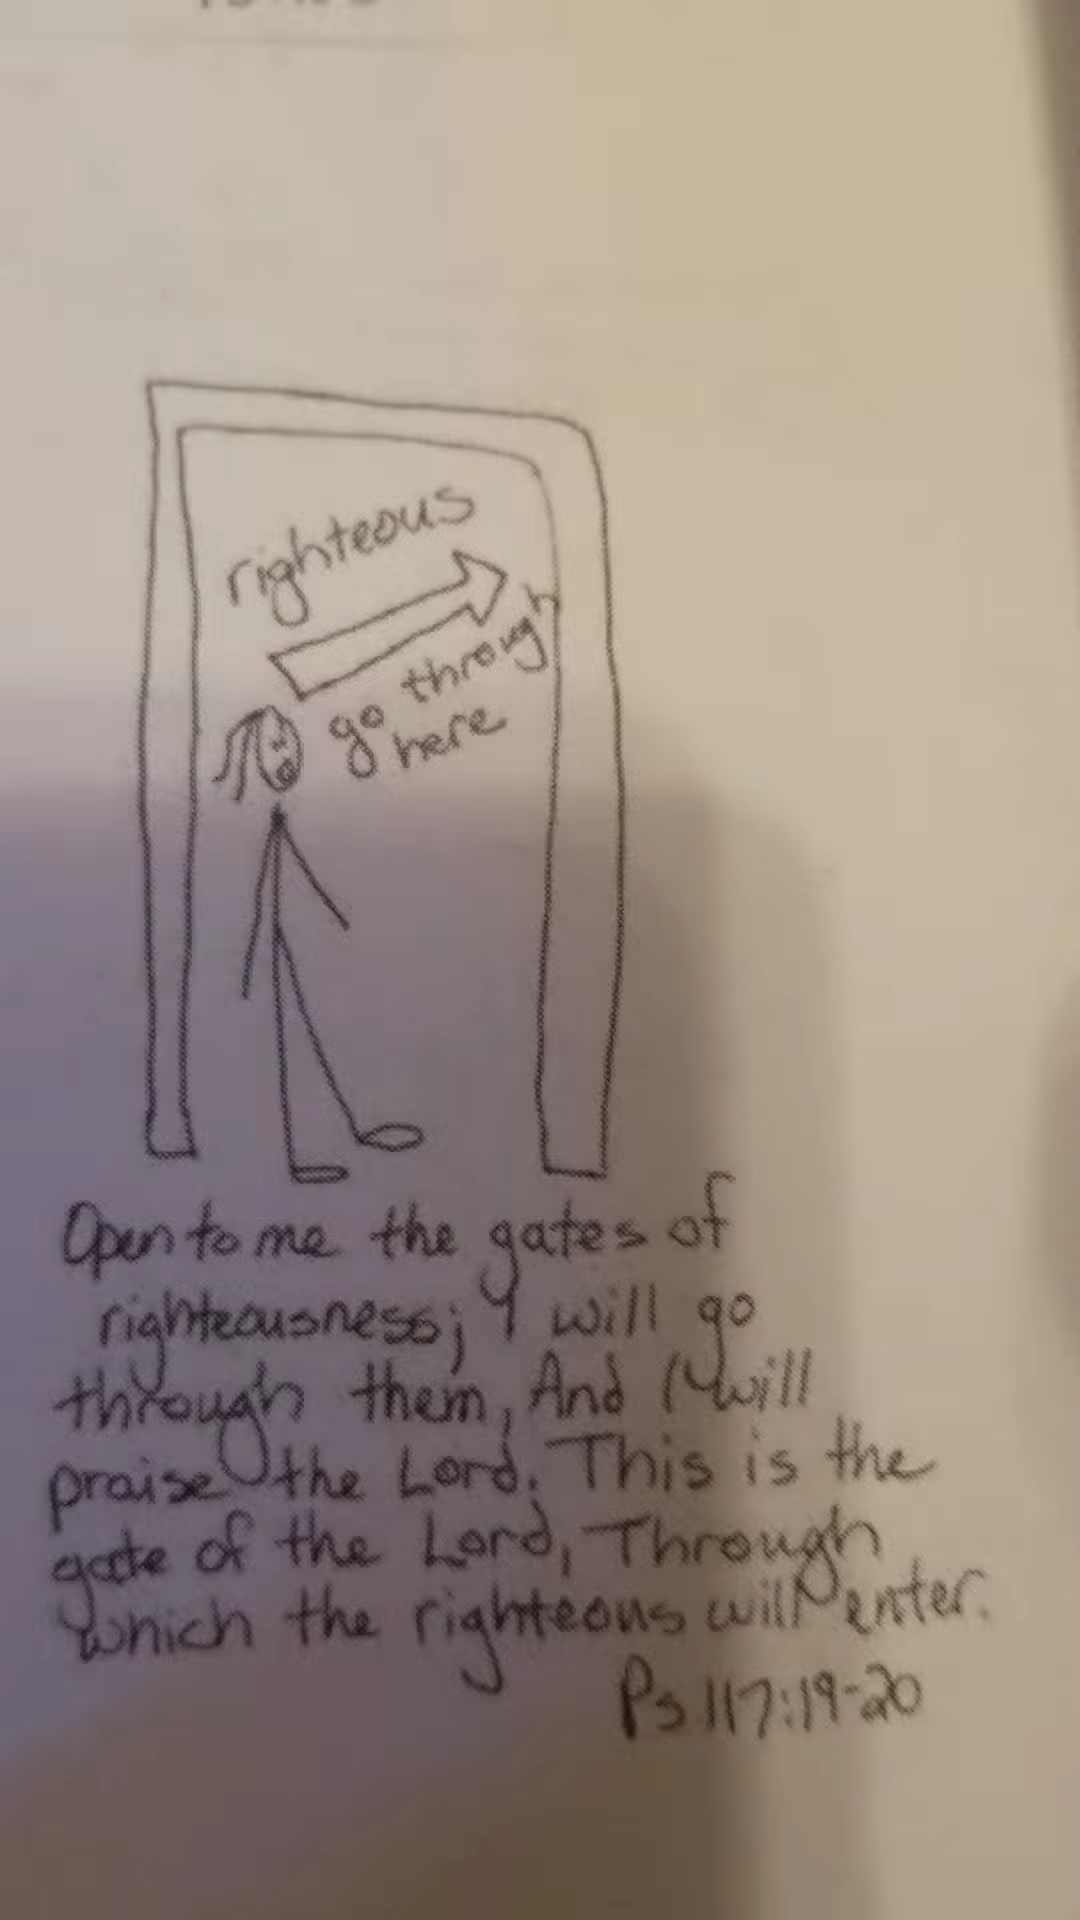 righteous
go through
here
Open to me the gates of
righteousness; I will go
through them, And I will
praise the Lord. This is the
gate of the Lord, Through
which the righteous will enter.
Ps 117:19-20